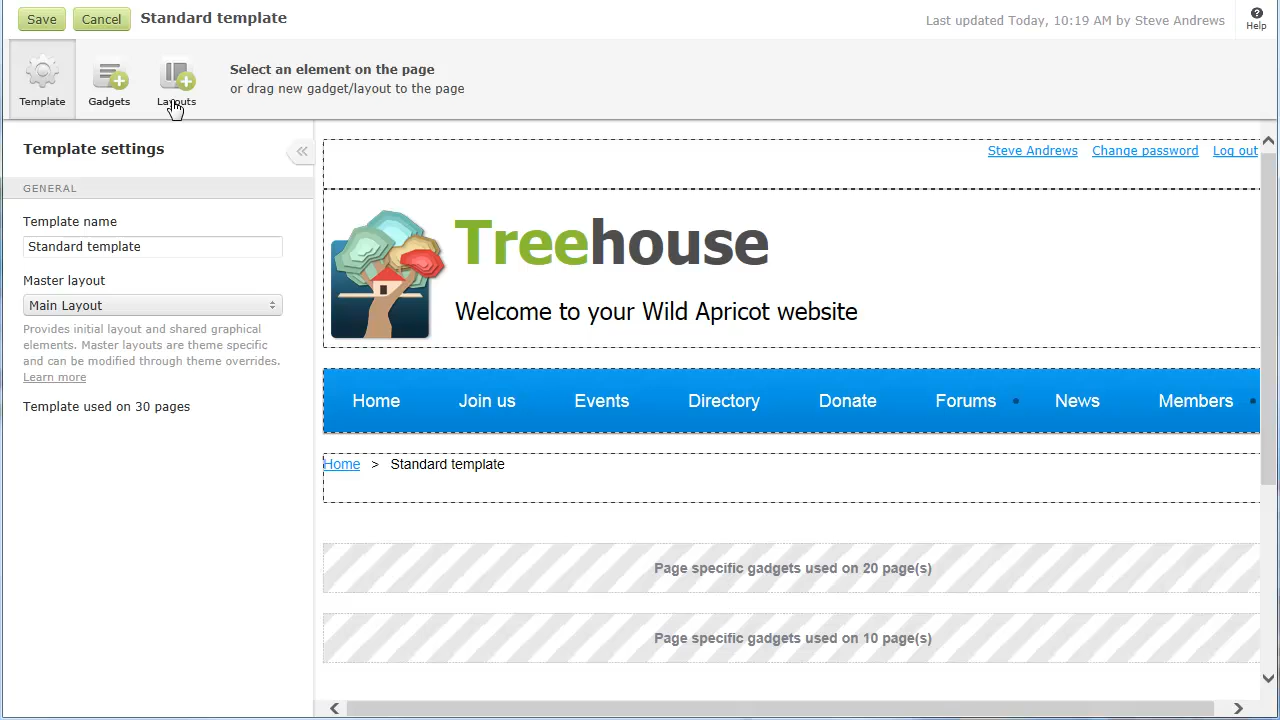 Save
Cancel
Standard template
Last updated Today, 10:19 AM by Steve Andrews
Help
Template
Gadgets
Layouts
Select an element on the page
or drag new gadget/layout to the page
Template settings
GENERAL
Template name
Standard template
Master layout
Main Layout
Provides initial layout and shared graphical
elements. Master layouts are theme specific
and can be modified through theme overrides.
Learn more
Template used on 30 pages
Steve Andrews
Change password
Log out
Treehouse
Welcome to your Wild Apricot website
Home
Join us
Events
Directory
Donate
Forums
News
Members
Home > Standard template
Page specific gadgets used on 20 page(s)
Page specific gadgets used on 10 page(s)